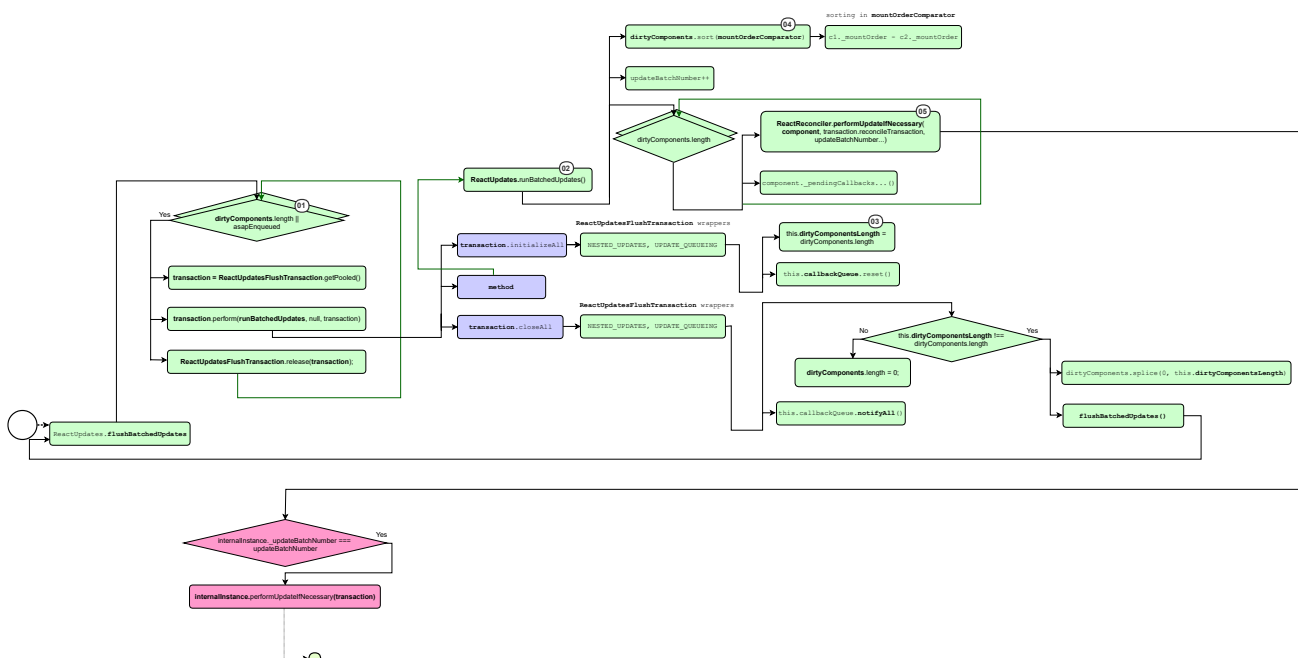 sorting in mountOrderComparator
04
dirtyComponents.sort(mountOrderComparator)
c1._mountOrder - c2._mountOrder
updateBatchNumber++
05
dirtyComponents.length
ReactReconciler.performUpdateIfNecessary(
component, transaction.reconcileTransaction,
updateBatchNumber...)
02
ReactUpdates.runBatchedUpdates()
component._pendingCallbacks...()
01
Yes
dirtyComponents.length ||
asapEnqueued
ReactUpdatesFlushTransaction wrappers
03
transaction.initializeAll
NESTED_UPDATES, UPDATE_QUEUEING
this.dirtyComponentsLength =
dirtyComponents.length
transaction = ReactUpdatesFlushTransaction.getPooled()
this.callbackQueue.reset()
method
ReactUpdatesFlushTransaction wrappers
transaction.perform(runBatchedUpdates, null, transaction)
transaction.closeAll
NESTED_UPDATES, UPDATE_QUEUEING
No
this.dirtyComponentsLength !==
dirtyComponents.length
Yes
ReactUpdatesFlushTransaction.release(transaction);
dirtyComponents.length = 0;
dirtyComponents.splice(0, this.dirtyComponentsLength)
this.callbackQueue.notifyAll()
flushBatchedUpdates()
ReactUpdates.flushBatchedUpdates
internalInstance._updateBatchNumber ===
updateBatchNumber
Yes
internalInstance.performUpdateIfNecessary(transaction)